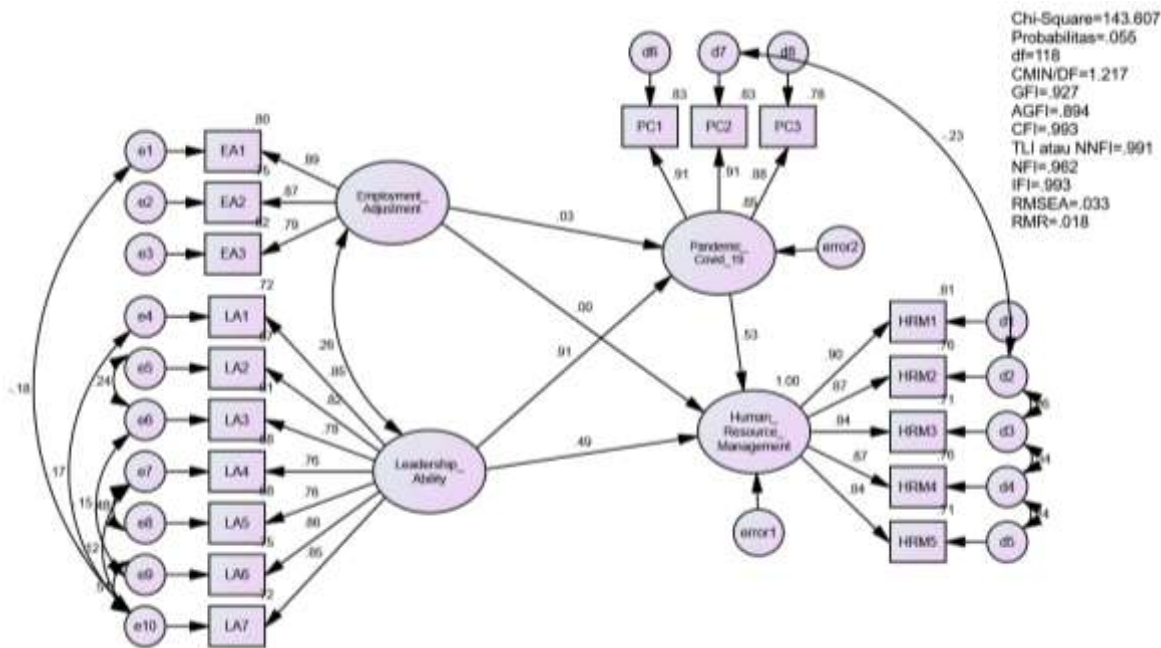 Chi-Square=143.607
Probabilitas=.055
df=118
CMIN/DF=1.217
GFI=.927
AGFI=.894
CFI=.993
TLI atau NNFI=.991
NFI=.962
IFI=.993
RMSEA=.033
RMR=.018
d6
d7
d8
.83
.83
.78
PC1
PC2
PC3
-.23
.91
.91
.88
.80
e1
EA1
.89
e2
EA2
.87
e3
EA3
.79
Employment_
Adjustment
.03
.85
Pandemi_
Covid_19
error2
.00
.53
.91
.49
.26
.72
e4
LA1
.85
e5
LA2
.82
.24
e6
LA3
.78
-.18
e7
LA4
.76
e8
LA5
.76
.75
e9
LA6
.86
.72
e10
LA7
.85
.17
.15
.48
.52
Leadership_
Ability
1.00
Human_
Resource_
Management
error1
.81
HRM1
d1
.90
.76
HRM2
d2
.87
.71
HRM3
d3
.84
.76
HRM4
d4
.87
.71
HRM5
d5
.84